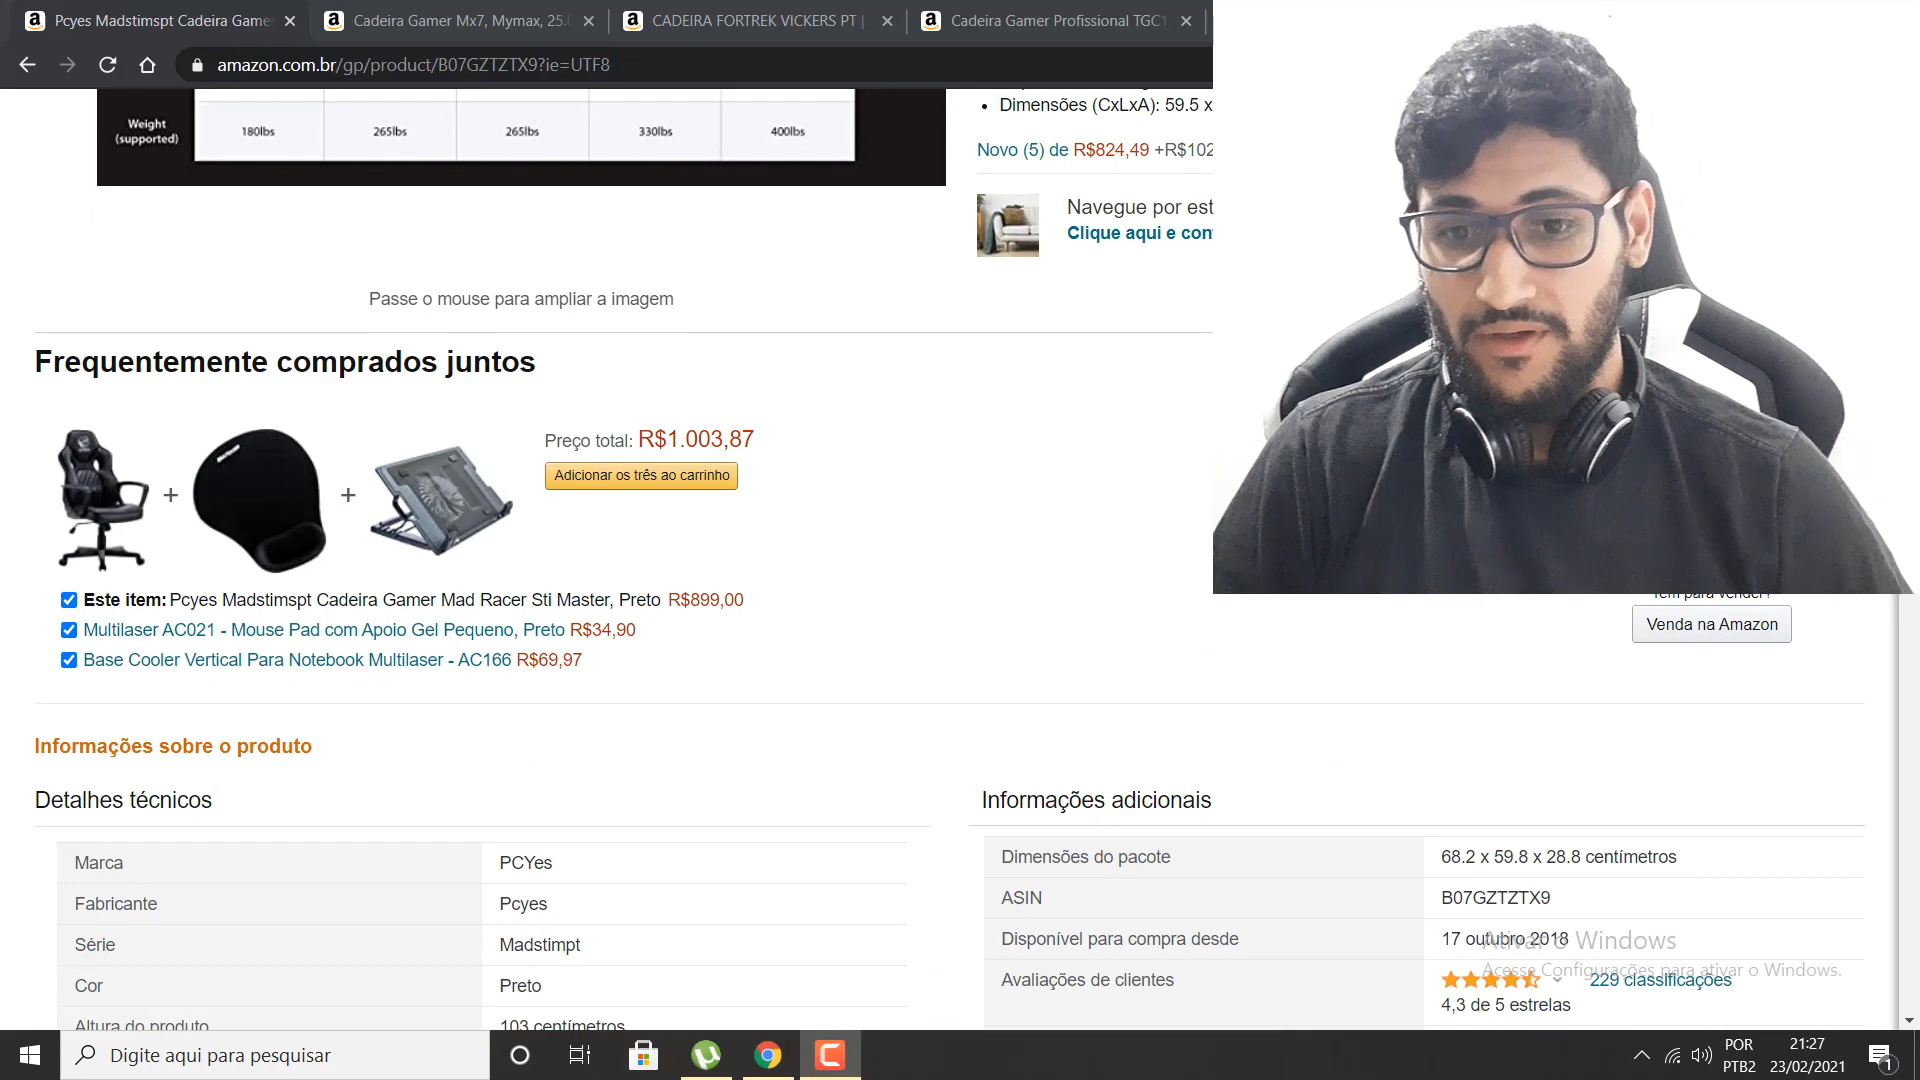 Pcyes Madstimspt Cadeira Game
Cadeira Gamer Mx7, Mymax, 25.
CADEIRA FORTREK VICKERS PT |
Cadeira Gamer Profissional TGC1
amazon.com.br/gp/product/B07GZTZTX9?ie=UTF8
Weight
(supported)
180lbs
265lbs
265lbs
330lbs
400lbs
Dimensões (CxLxA): 59.5 x
Novo (5) de R$824,49 +R$102
Navegue por est
Clique aqui e con
Passe o mouse para ampliar a imagem
Frequentemente comprados juntos
Preço total: R$1.003,87
Adicionar os três ao carrinho
Este item: Pcyes Madstimspt Cadeira Gamer Mad Racer Sti Master, Preto R$899,00
Multilaser AC021 - Mouse Pad com Apoio Gel Pequeno, Preto R$34,90
Base Cooler Vertical Para Notebook Multilaser - AC166 R$69,97
Tem para vender?
Venda na Amazon
Informações sobre o produto
Detalhes técnicos
Marca PCYes
Fabricante Pcyes
Série Madstimpt
Cor Preto
Altura do produto 103 centímetros
Informações adicionais
Dimensões do pacote 68.2 x 59.8 x 28.8 centímetros
ASIN B07GZTZTX9
Disponível para compra desde 17 outubro 2018
Avaliações de clientes 229 classificações
4,3 de 5 estrelas
Ativar o Windows
Acesse Configurações para ativar o Windows.
Digite aqui para pesquisar
POR
PTB2
21:27
23/02/2021
1